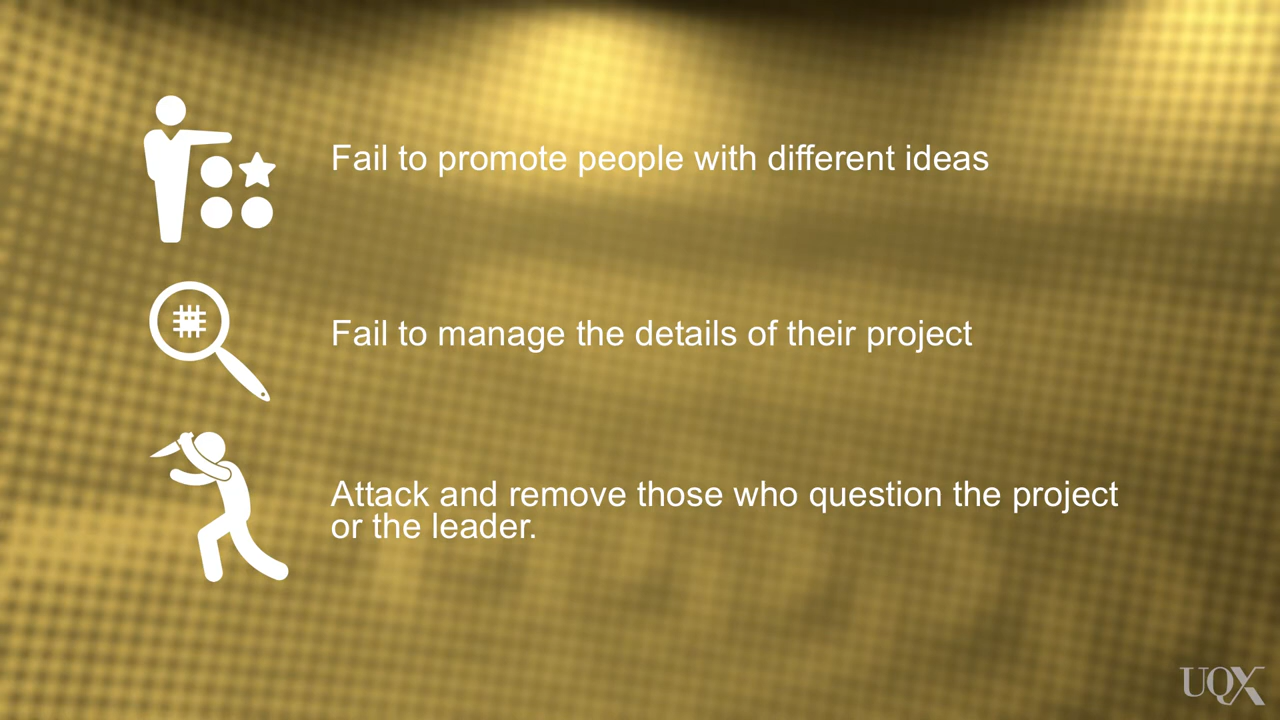 Fail to promote people with different ideas
Fail to manage the details of their project
Attack and remove those who question the project
or the leader.
UQX